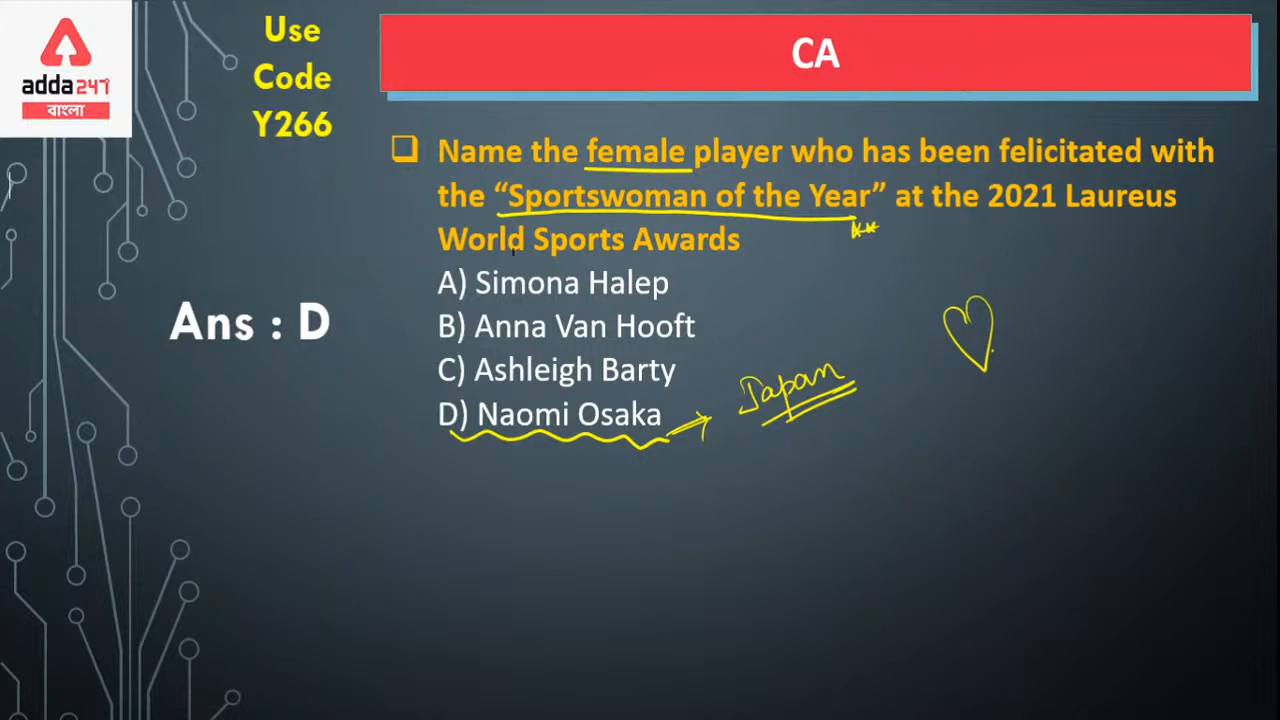 adda247
বাংলা
Use
Code
Y266
CA
Name the female player who has been felicitated with
the “Sportswoman of the Year” at the 2021 Laureus
World Sports Awards
A) Simona Halep
B) Anna Van Hooft
C) Ashleigh Barty
D) Naomi Osaka
Japan
Ans : D